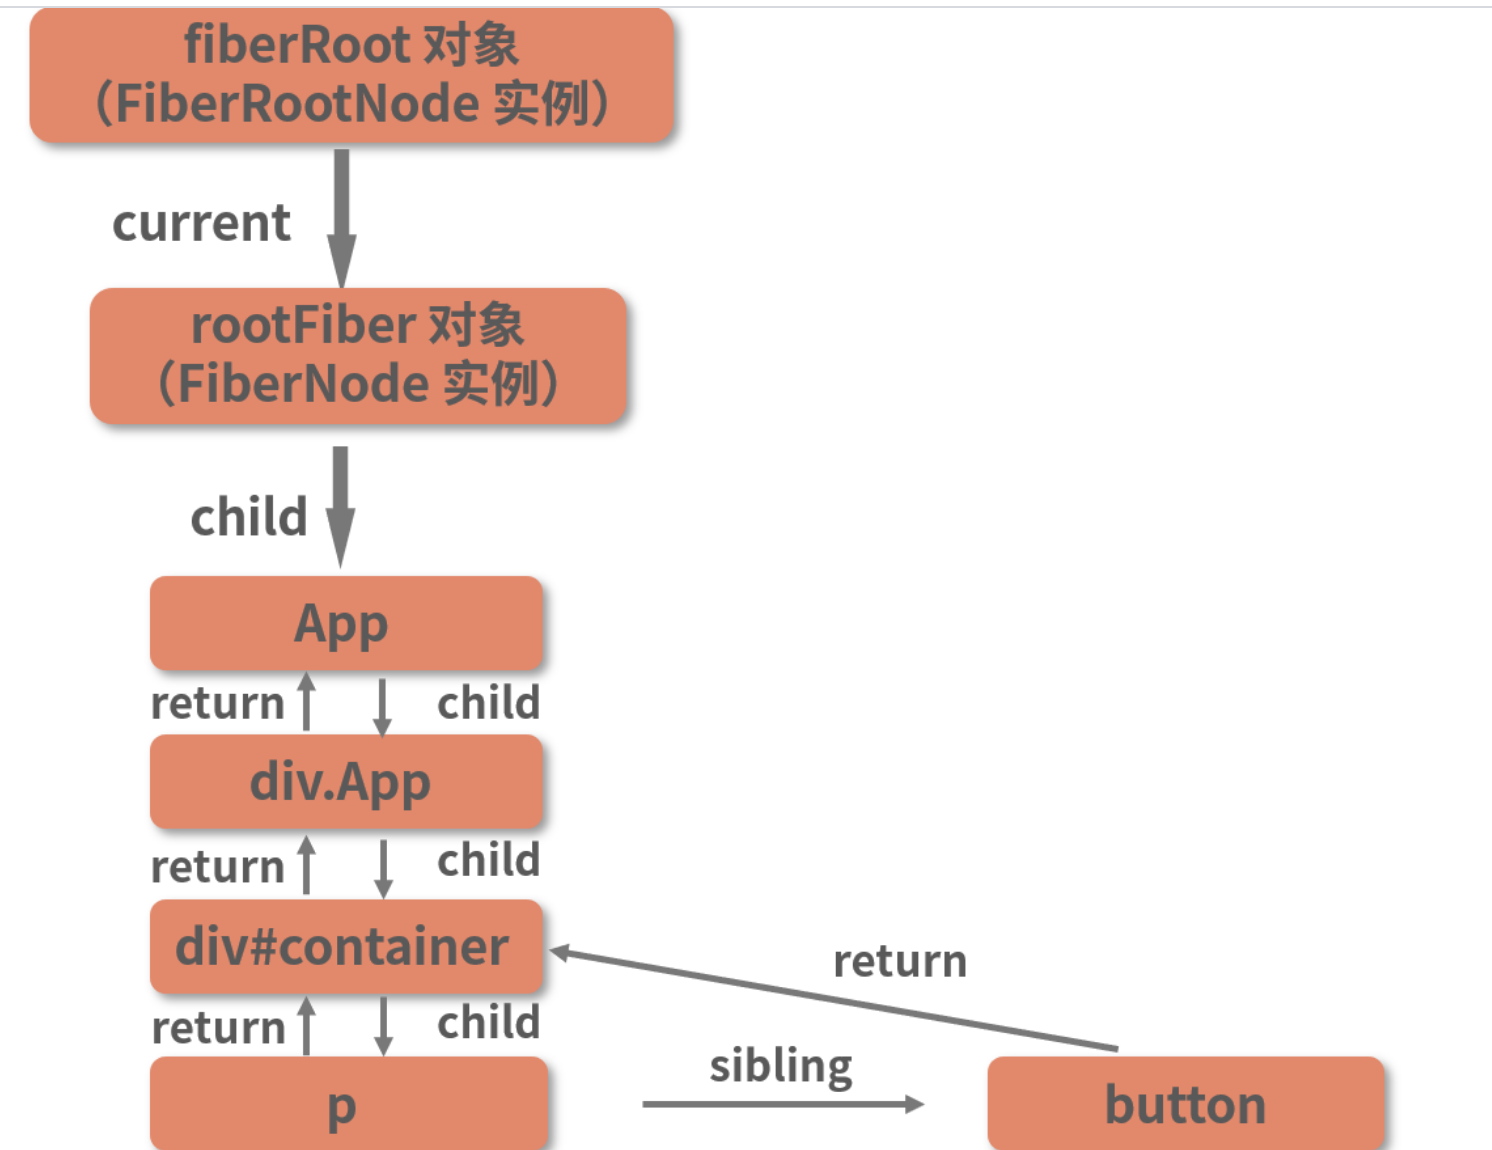 fiberRoot 对象
（FiberRootNode 实例）
current
rootFiber 对象
（FiberNode 实例）
child
App
return
child
div.App
return
child
div#container
return
return
child
sibling
p
button